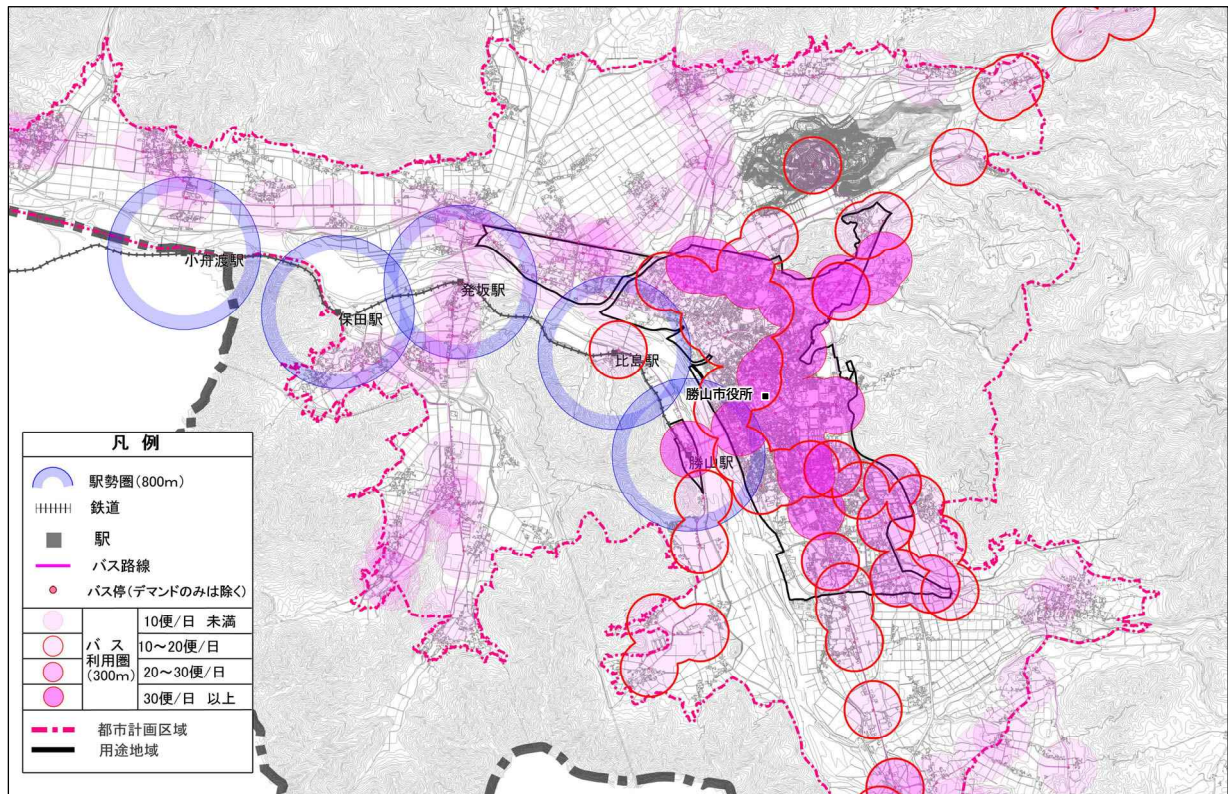 小舟渡駅
保田駅
発坂駅
比島駅
勝山市役所
勝山駅
凡 例
駅勢圏(800m)
鉄道
駅
バス路線
バス停(デマンドのみは除く)
バス
利用圏
(300m)
10便/日 未満
10~20便/日
20~30便/日
30便/日 以上
都市計画区域
用途地域